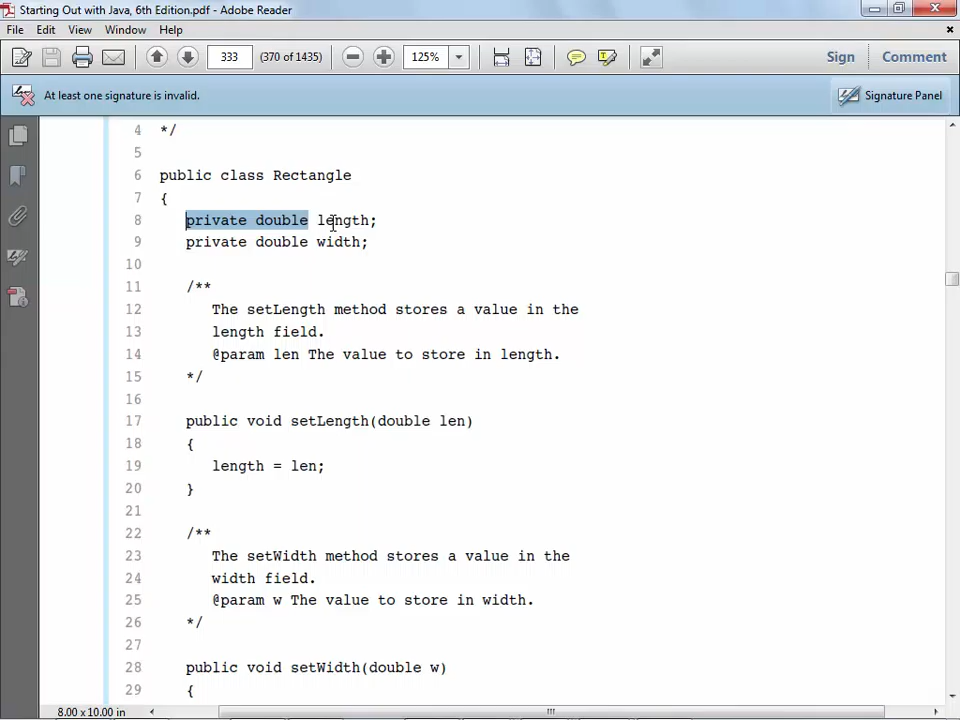 Starting Out with Java, 6th Edition.pdf - Adobe Reader
File Edit View Window Help
333 (370 of 1435) 125% Sign Comment
At least one signature is invalid. Signature Panel
4 */
5
6 public class Rectangle
7 {
8 private double length;
9 private double width;
10
11 /**
12 The setLength method stores a value in the
13 length field.
14 @param len The value to store in length.
15 */
16
17 public void setLength(double len)
18 {
19 length = len;
20 }
21
22 /**
23 The setWidth method stores a value in the
24 width field.
25 @param w The value to store in width.
26 */
27
28 public void setWidth(double w)
29 {
8.00 x 10.00 in